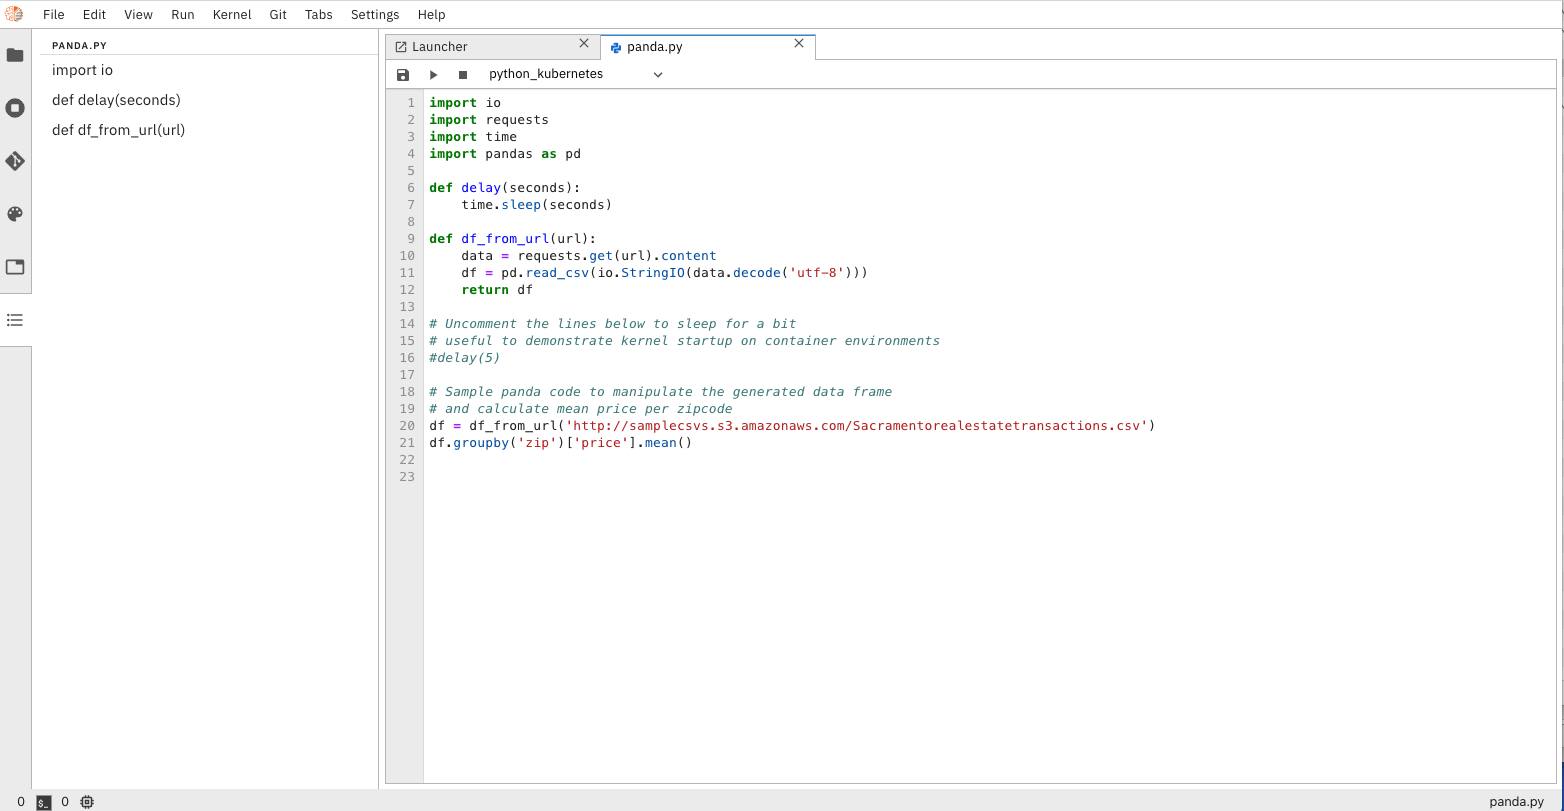 File Edit View Run Kernel Git Tabs Settings Help
PANDA.PY
import io
def delay(seconds)
def df_from_url(url)
Launcher
panda.py
python_kubernetes
1 import io
2 import requests
3 import time
4 import pandas as pd
5
6 def delay(seconds):
7     time.sleep(seconds)
8
9 def df_from_url(url):
10     data = requests.get(url).content
11     df = pd.read_csv(io.StringIO(data.decode('utf-8')))
12     return df
13
14 # Uncomment the lines below to sleep for a bit
15 # useful to demonstrate kernel startup on container environments
16 #delay(5)
17
18 # Sample panda code to manipulate the generated data frame
19 # and calculate mean price per zipcode
20 df = df_from_url('http://samplecsvs.s3.amazonaws.com/Sacramentorealestatetransactions.csv')
21 df.groupby('zip')['price'].mean()
22
23
0 $_ 0
panda.py